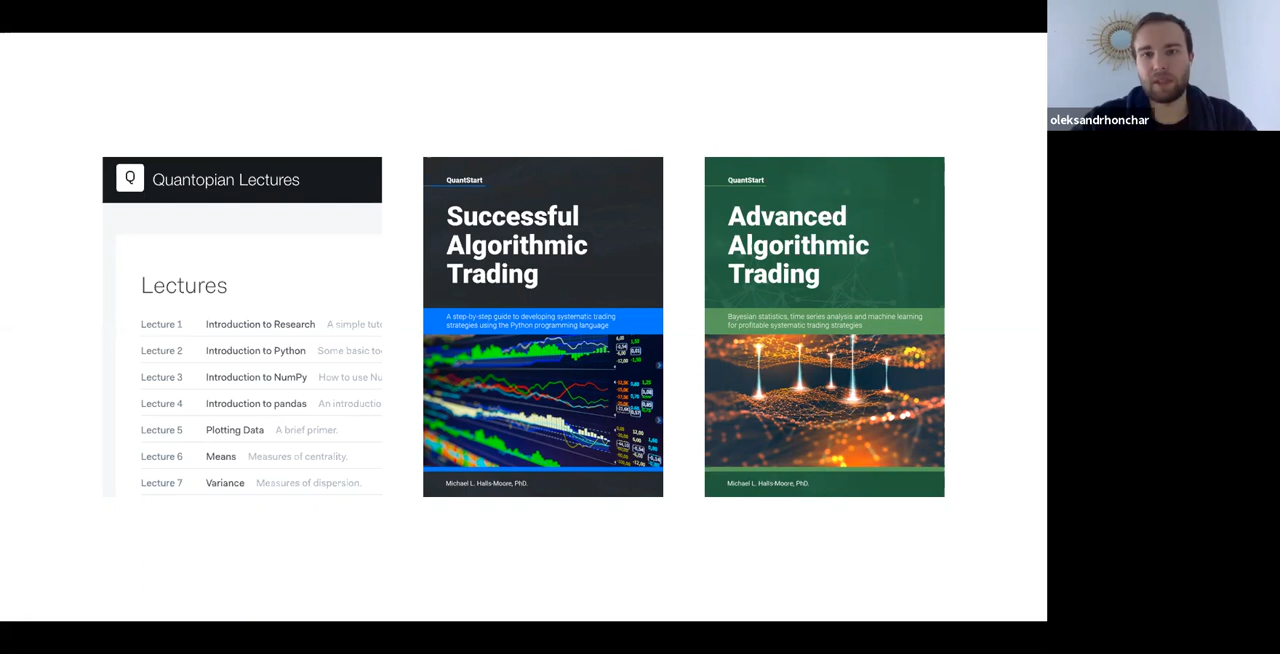 oleksandrhonchar
Q Quantopian Lectures
Lectures
Lecture 1 Introduction to Research A simple tuto
Lecture 2 Introduction to Python Some basic too
Lecture 3 Introduction to NumPy How to use Nu
Lecture 4 Introduction to pandas An introductio
Lecture 5 Plotting Data A brief primer.
Lecture 6 Means Measures of centrality.
Lecture 7 Variance Measures of dispersion.
QuantStart
Successful
Algorithmic
Trading
A step-by-step guide to developing systematic trading
strategies using the Python programming language
Michael L. Halls-Moore, PhD.
QuantStart
Advanced
Algorithmic
Trading
Bayesian statistics, time series analysis and machine learning
for profitable systematic trading strategies
Michael L. Halls-Moore, PhD.